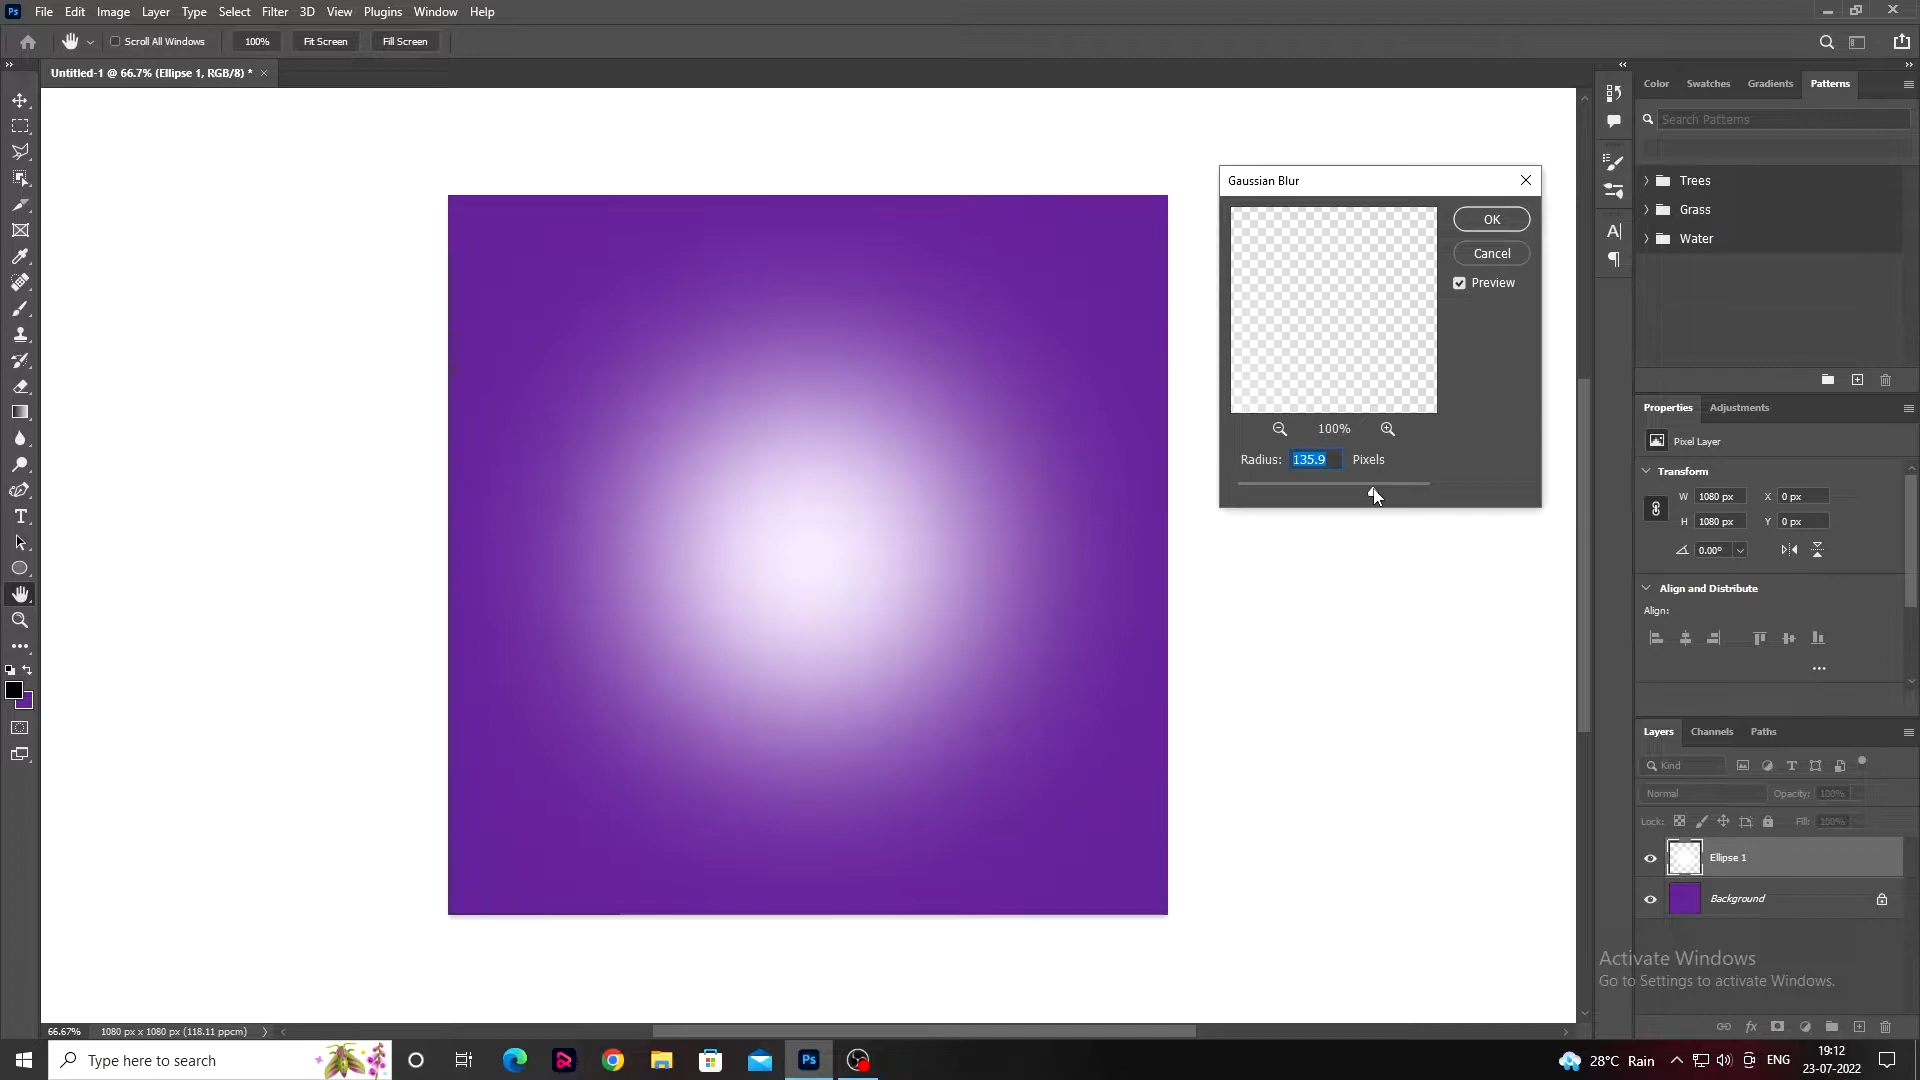 Ps File Edit Image Layer Type Select Filter 3D View Plugins Window Help
Scroll All Windows 100% Fit Screen Fill Screen
Untitled-1 @ 66.7% (Ellipse 1, RGB/8) *
Color Swatches Gradients Patterns
Search Patterns
Trees
Grass
Water
Gaussian Blur
OK
Cancel
Preview
100%
Radius: 135.9 Pixels
Properties Adjustments
Pixel Layer
Transform
W 1080 px X 0 px
H 1080 px Y 0 px
0.00°
Align and Distribute
Align:
Layers Channels Paths
Kind
Normal Opacity: 100%
Lock: Fill: 100%
Ellipse 1
Background
Activate Windows
Go to Settings to activate Windows.
66.67% 1080 px x 1080 px (118.11 ppcm)
Type here to search
Ps
28°C Rain
ENG
19:12
23-07-2022